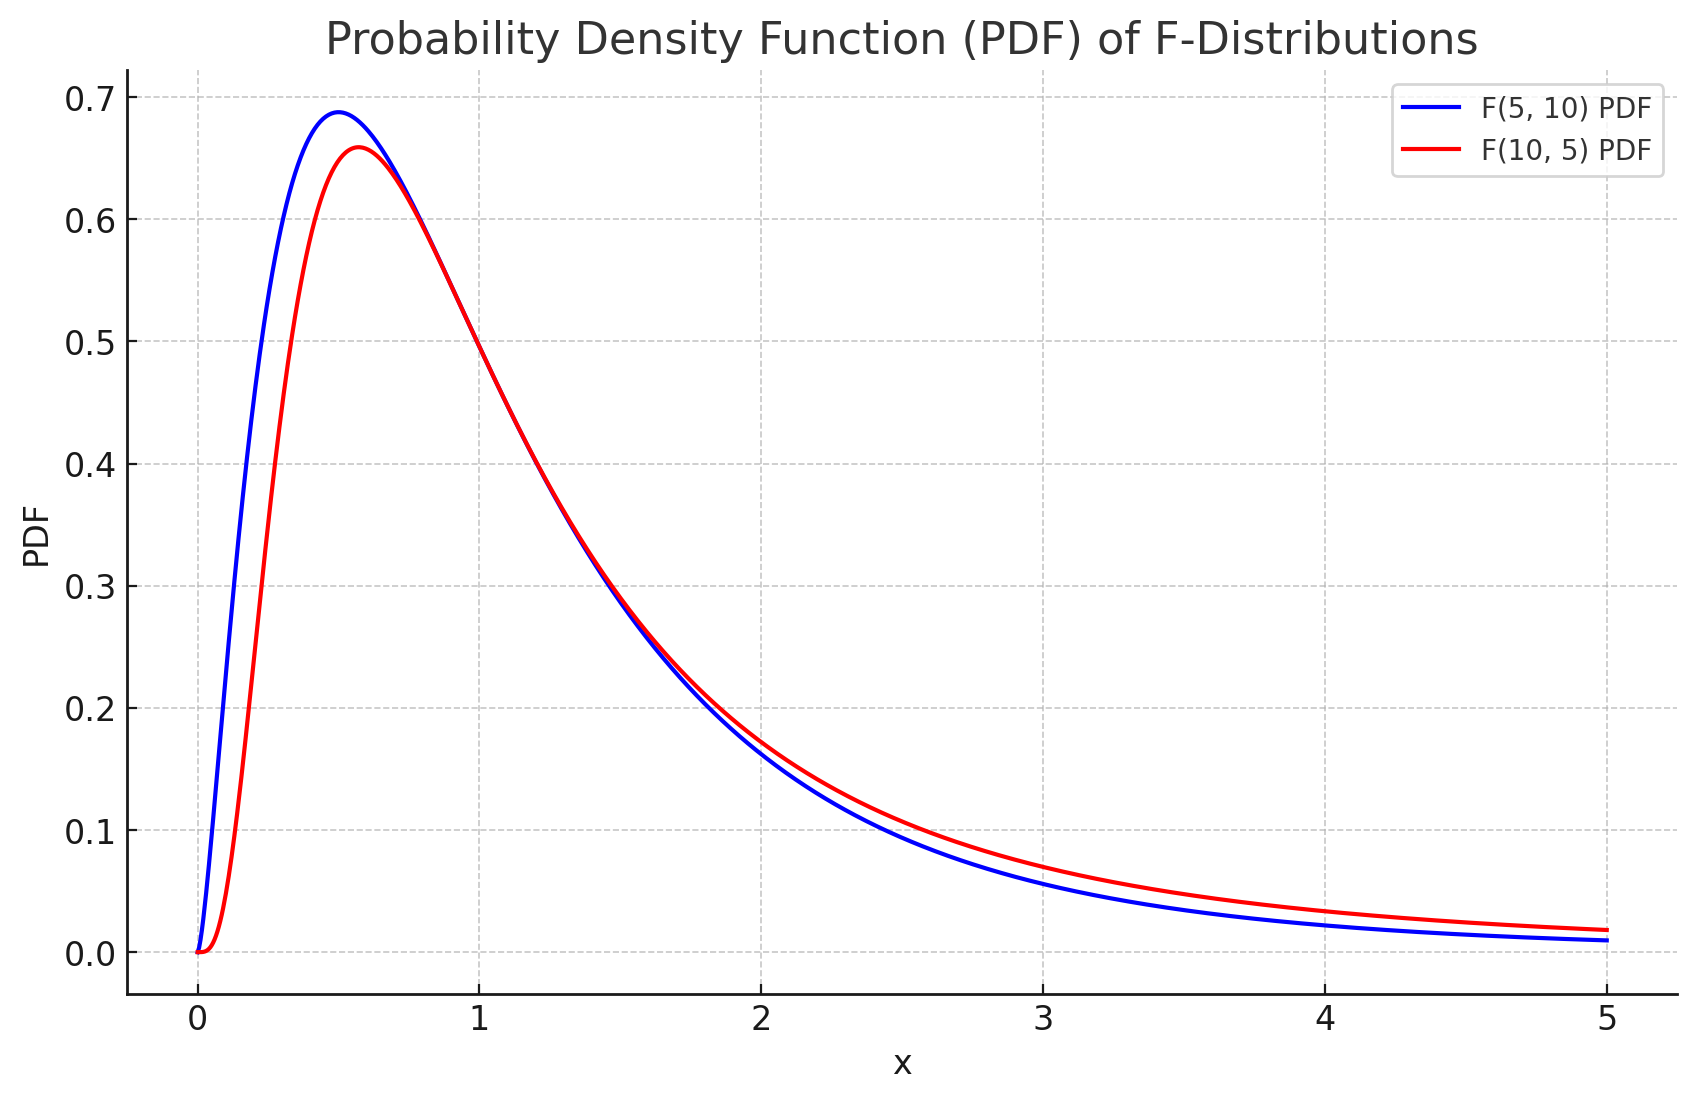 Probability Density Function (PDF) of F-Distributions
F(5, 10) PDF
F(10, 5) PDF
0.7
0.6
0.5
0.4
0.3
0.2
0.1
0.0
PDF
0 1 2 3 4 5
x